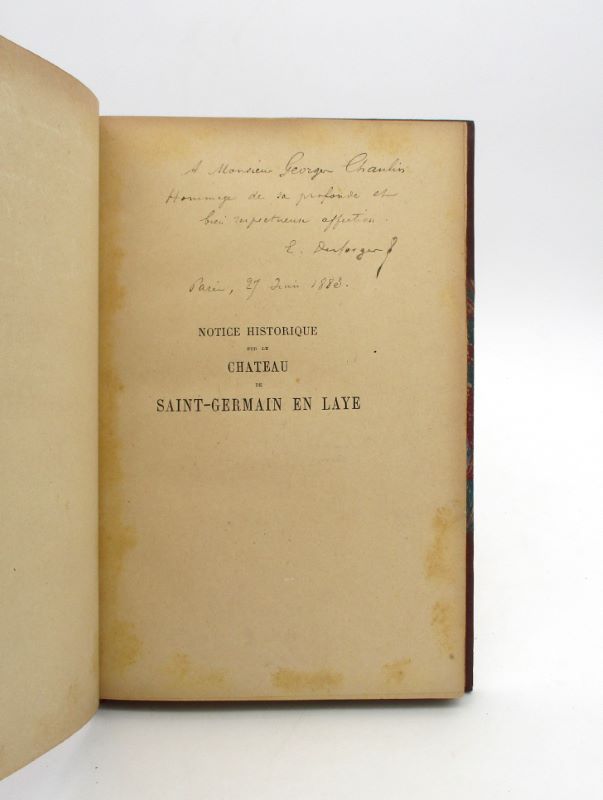 A Monsieur Georges Chaulin
Hommage de sa profonde et
bien respectueuse affection.
E.
Paris, 27 Juin 1883.
NOTICE HISTORIQUE
SUR LE
CHATEAU
DE
SAINT-GERMAIN EN LAYE